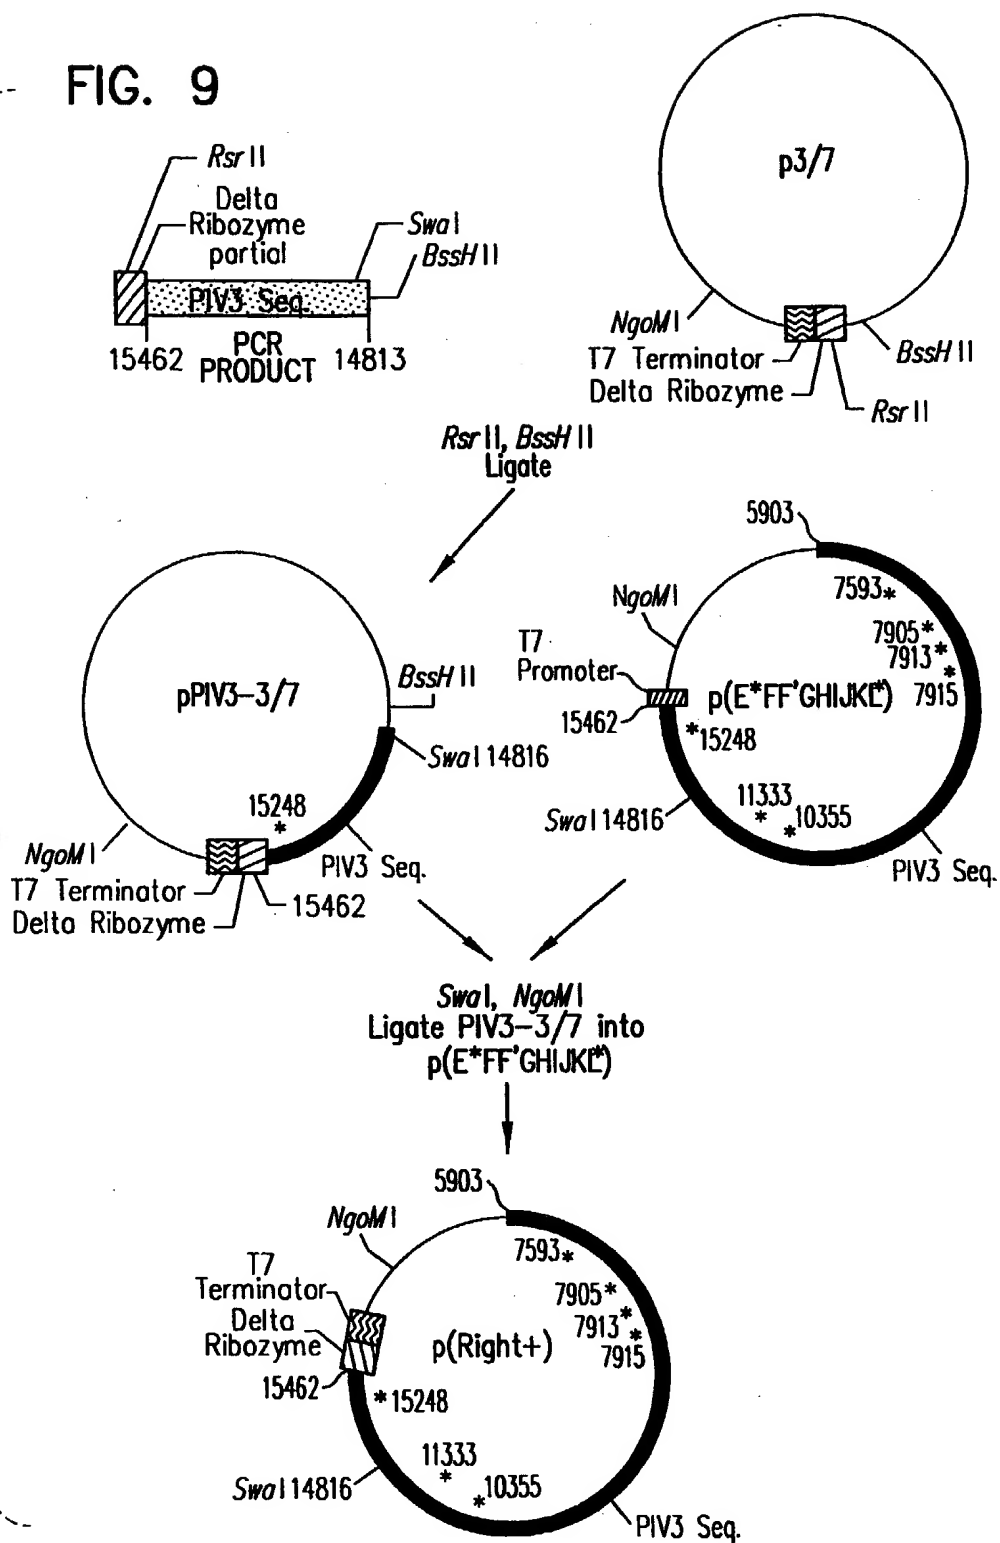 FIG. 9
RsrII
Delta
Ribozyme
partial
SwaI
BssHII
PIV3 Seq.
15462
PCR
PRODUCT
14813
p3/7
NgoMI
T7 Terminator
Delta Ribozyme
BssHII
RsrII
RsrII, BssHII
Ligate
pPIV3-3/7
BssHII
SwaI 14816
15248
*
NgoMI
PIV3 Seq.
T7 Terminator
15462
Delta Ribozyme
5903
7593*
NgoMI
7905*
7913*
*
7915
T7
Promoter
p(E*FF'GHIJKL*)
15462
*15248
11333
*
*10355
SwaI 14816
PIV3 Seq.
SwaI, NgoMI
Ligate PIV3-3/7 into
p(E*FF'GHIJKL*)
5903
NgoMI
7593*
7905*
7913*
*
7915
T7
Terminator
Delta
Ribozyme
p(Right+)
15462
*15248
11333
*
*10355
SwaI 14816
PIV3 Seq.